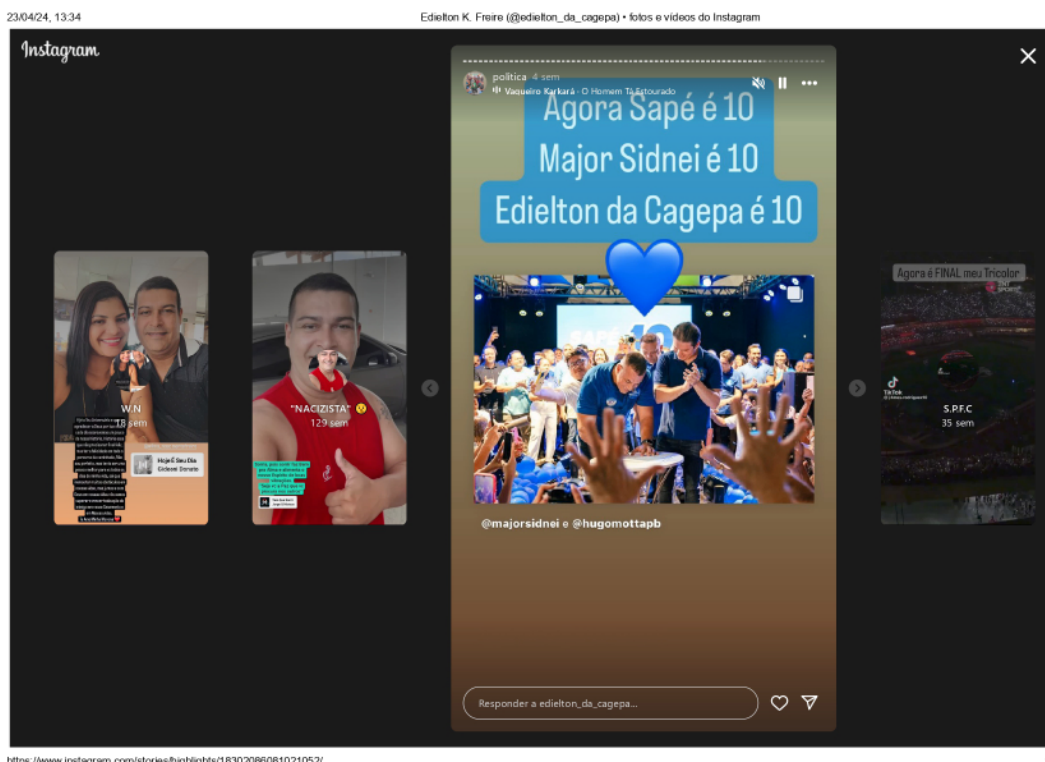 23/04/24, 13:34
Edielton K. Freire (@edielton_da_cagepa) • fotos e vídeos do Instagram
Instagram
política 4 sem
Vaqueiro Karkará · O Homem Tá Estourado
Agora Sapé é 10
Major Sidnei é 10
Edielton da Cagepa é 10
@majorsidnei e @hugomottapb
Responder a edielton_da_cagepa...
W.N
18 sem
Hoje É Seu Dia
"NACIZISTA"
129 sem
Agora é FINAL meu Tricolor
TikTok
S.P.F.C
35 sem
https://www.instagram.com/stories/highlights/18302086081021052/